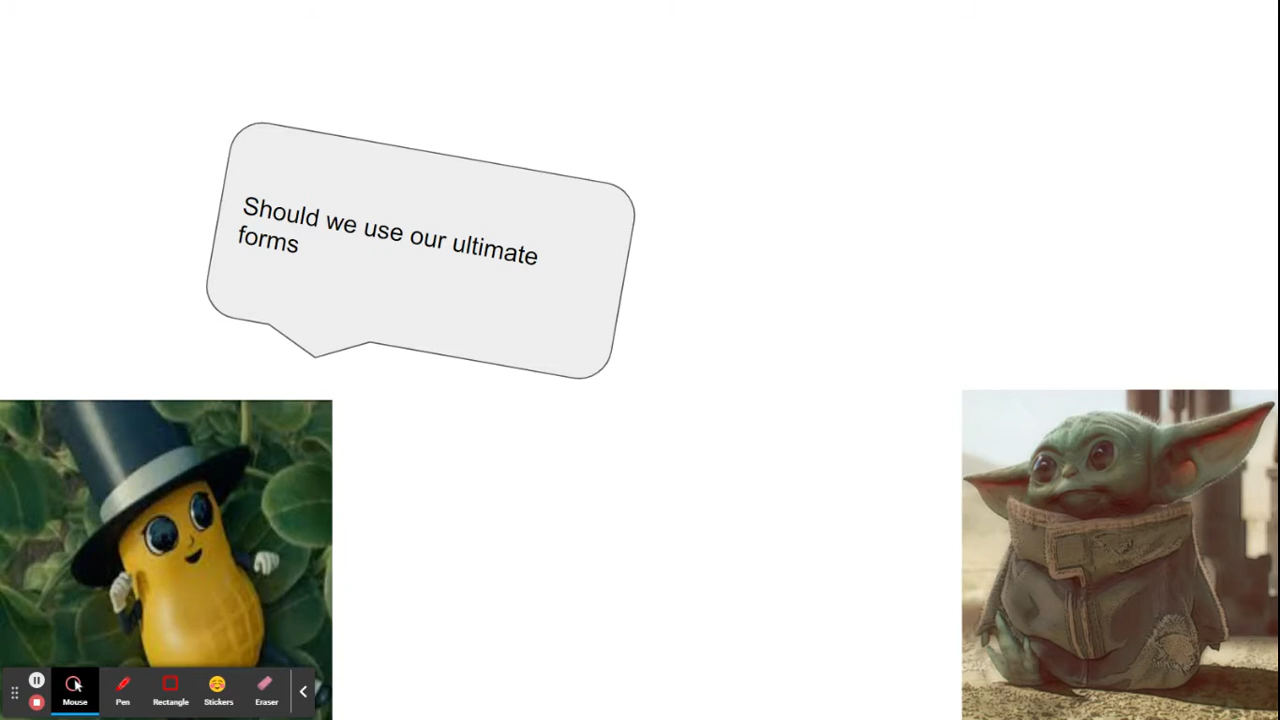 Should we use our ultimate
forms
Mouse
Pen
Rectangle
Stickers
Eraser